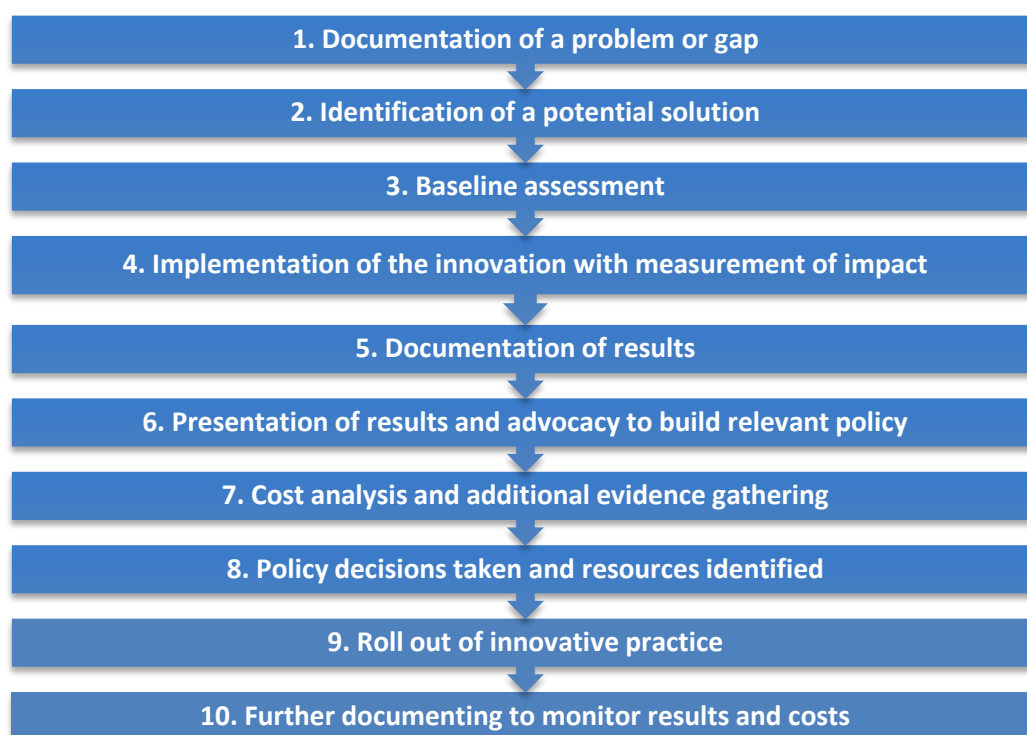 1. Documentation of a problem or gap
2. Identification of a potential solution
3. Baseline assessment
4. Implementation of the innovation with measurement of impact
5. Documentation of results
6. Presentation of results and advocacy to build relevant policy
7. Cost analysis and additional evidence gathering
8. Policy decisions taken and resources identified
9. Roll out of innovative practice
10. Further documenting to monitor results and costs